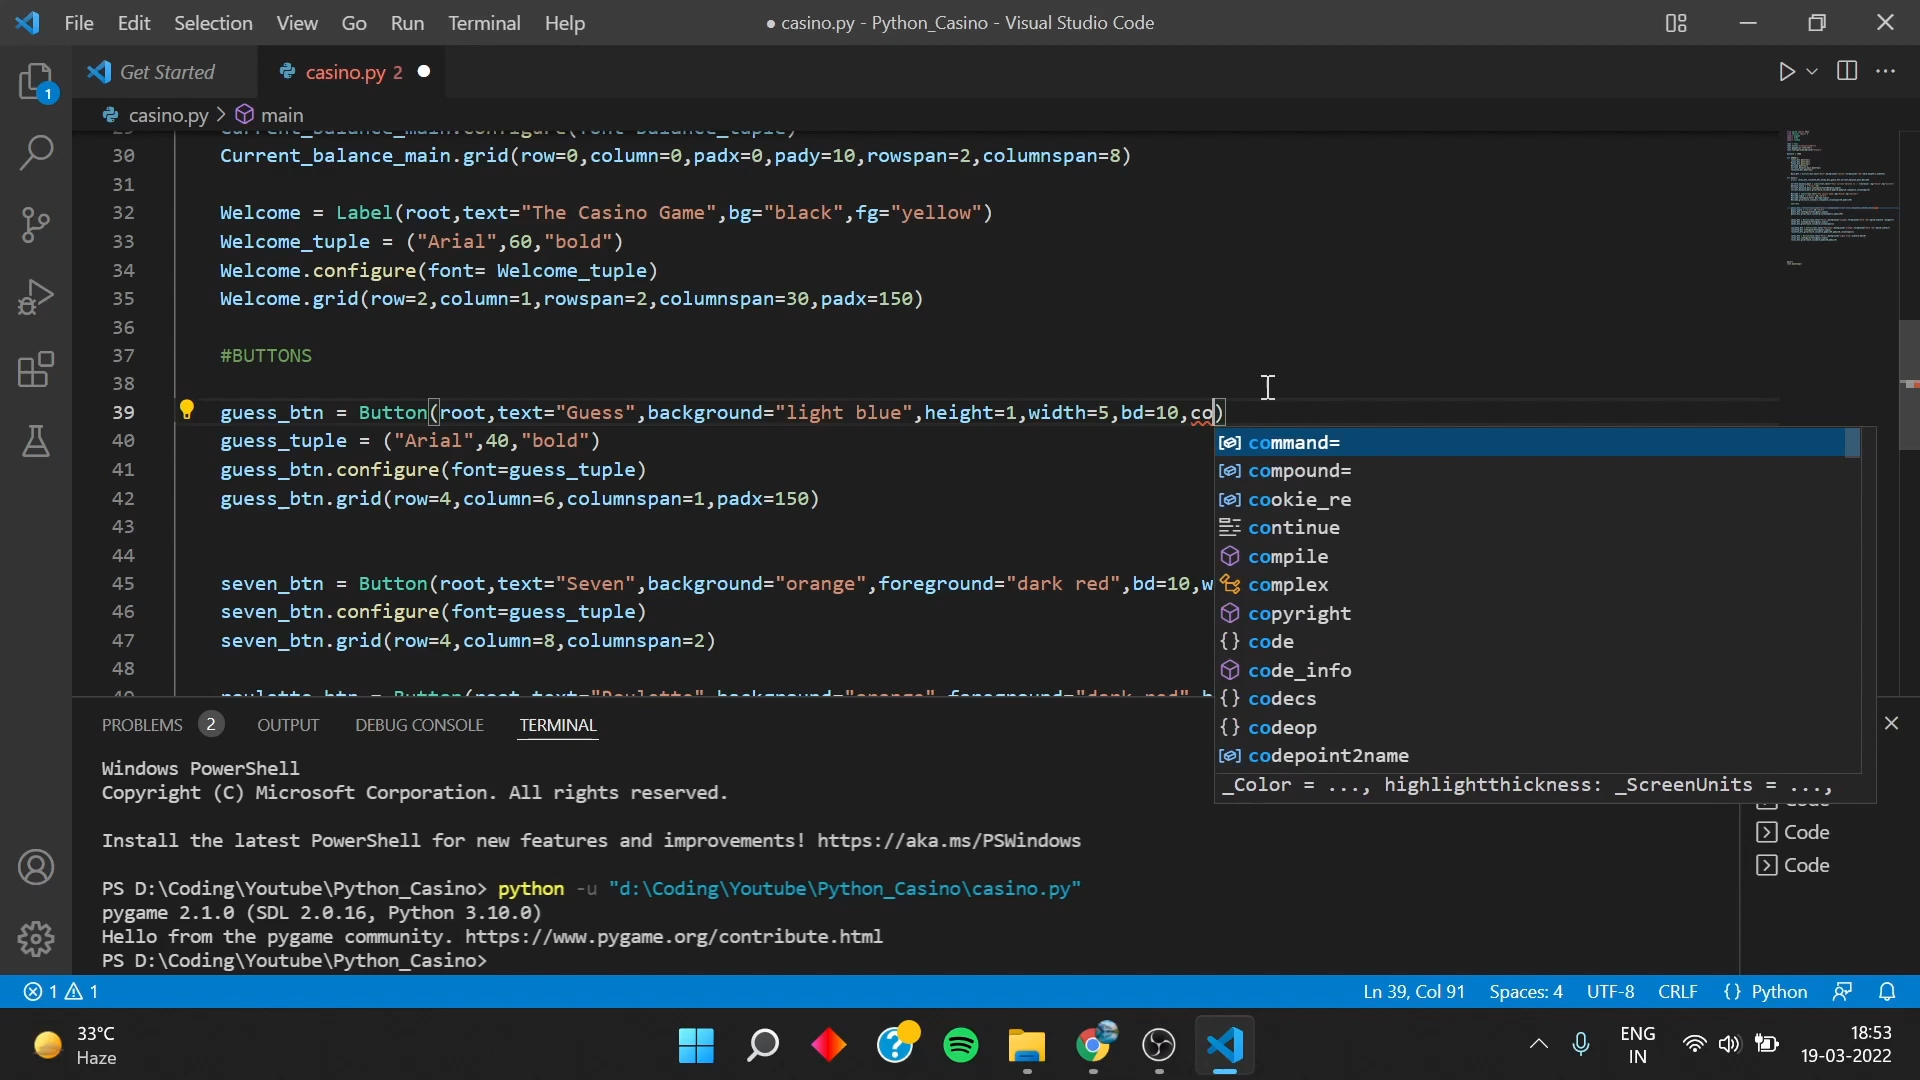 File Edit Selection View Go Run Terminal Help
● casino.py - Python_Casino - Visual Studio Code
Get Started
casino.py 2 ●
1
casino.py > main
30 Current_balance_main.grid(row=0,column=0,padx=0,pady=10,rowspan=2,columnspan=8)
31
32 Welcome = Label(root,text="The Casino Game",bg="black",fg="yellow")
33 Welcome_tuple = ("Arial",60,"bold")
34 Welcome.configure(font= Welcome_tuple)
35 Welcome.grid(row=2,column=1,rowspan=2,columnspan=30,padx=150)
36
37 #BUTTONS
38
39 guess_btn = Button(root,text="Guess",background="light blue",height=1,width=5,bd=10,co)
40 guess_tuple = ("Arial",40,"bold")
41 guess_btn.configure(font=guess_tuple)
42 guess_btn.grid(row=4,column=6,columnspan=1,padx=150)
43
44
45 seven_btn = Button(root,text="Seven",background="orange",foreground="dark red",bd=10,w
46 seven_btn.configure(font=guess_tuple)
47 seven_btn.grid(row=4,column=8,columnspan=2)
48
command=
compound=
cookie_re
continue
compile
complex
copyright
code
code_info
codecs
codeop
codepoint2name
_Color = ..., highlightthickness: _ScreenUnits = ...,
PROBLEMS 2 OUTPUT DEBUG CONSOLE TERMINAL
Windows PowerShell
Copyright (C) Microsoft Corporation. All rights reserved.
Install the latest PowerShell for new features and improvements! https://aka.ms/PSWindows
PS D:\Coding\Youtube\Python_Casino> python -u "d:\Coding\Youtube\Python_Casino\casino.py"
pygame 2.1.0 (SDL 2.0.16, Python 3.10.0)
Hello from the pygame community. https://www.pygame.org/contribute.html
PS D:\Coding\Youtube\Python_Casino>
Code
Code
1 1
Ln 39, Col 91 Spaces: 4 UTF-8 CRLF {} Python
33°C
Haze
ENG
IN
18:53
19-03-2022